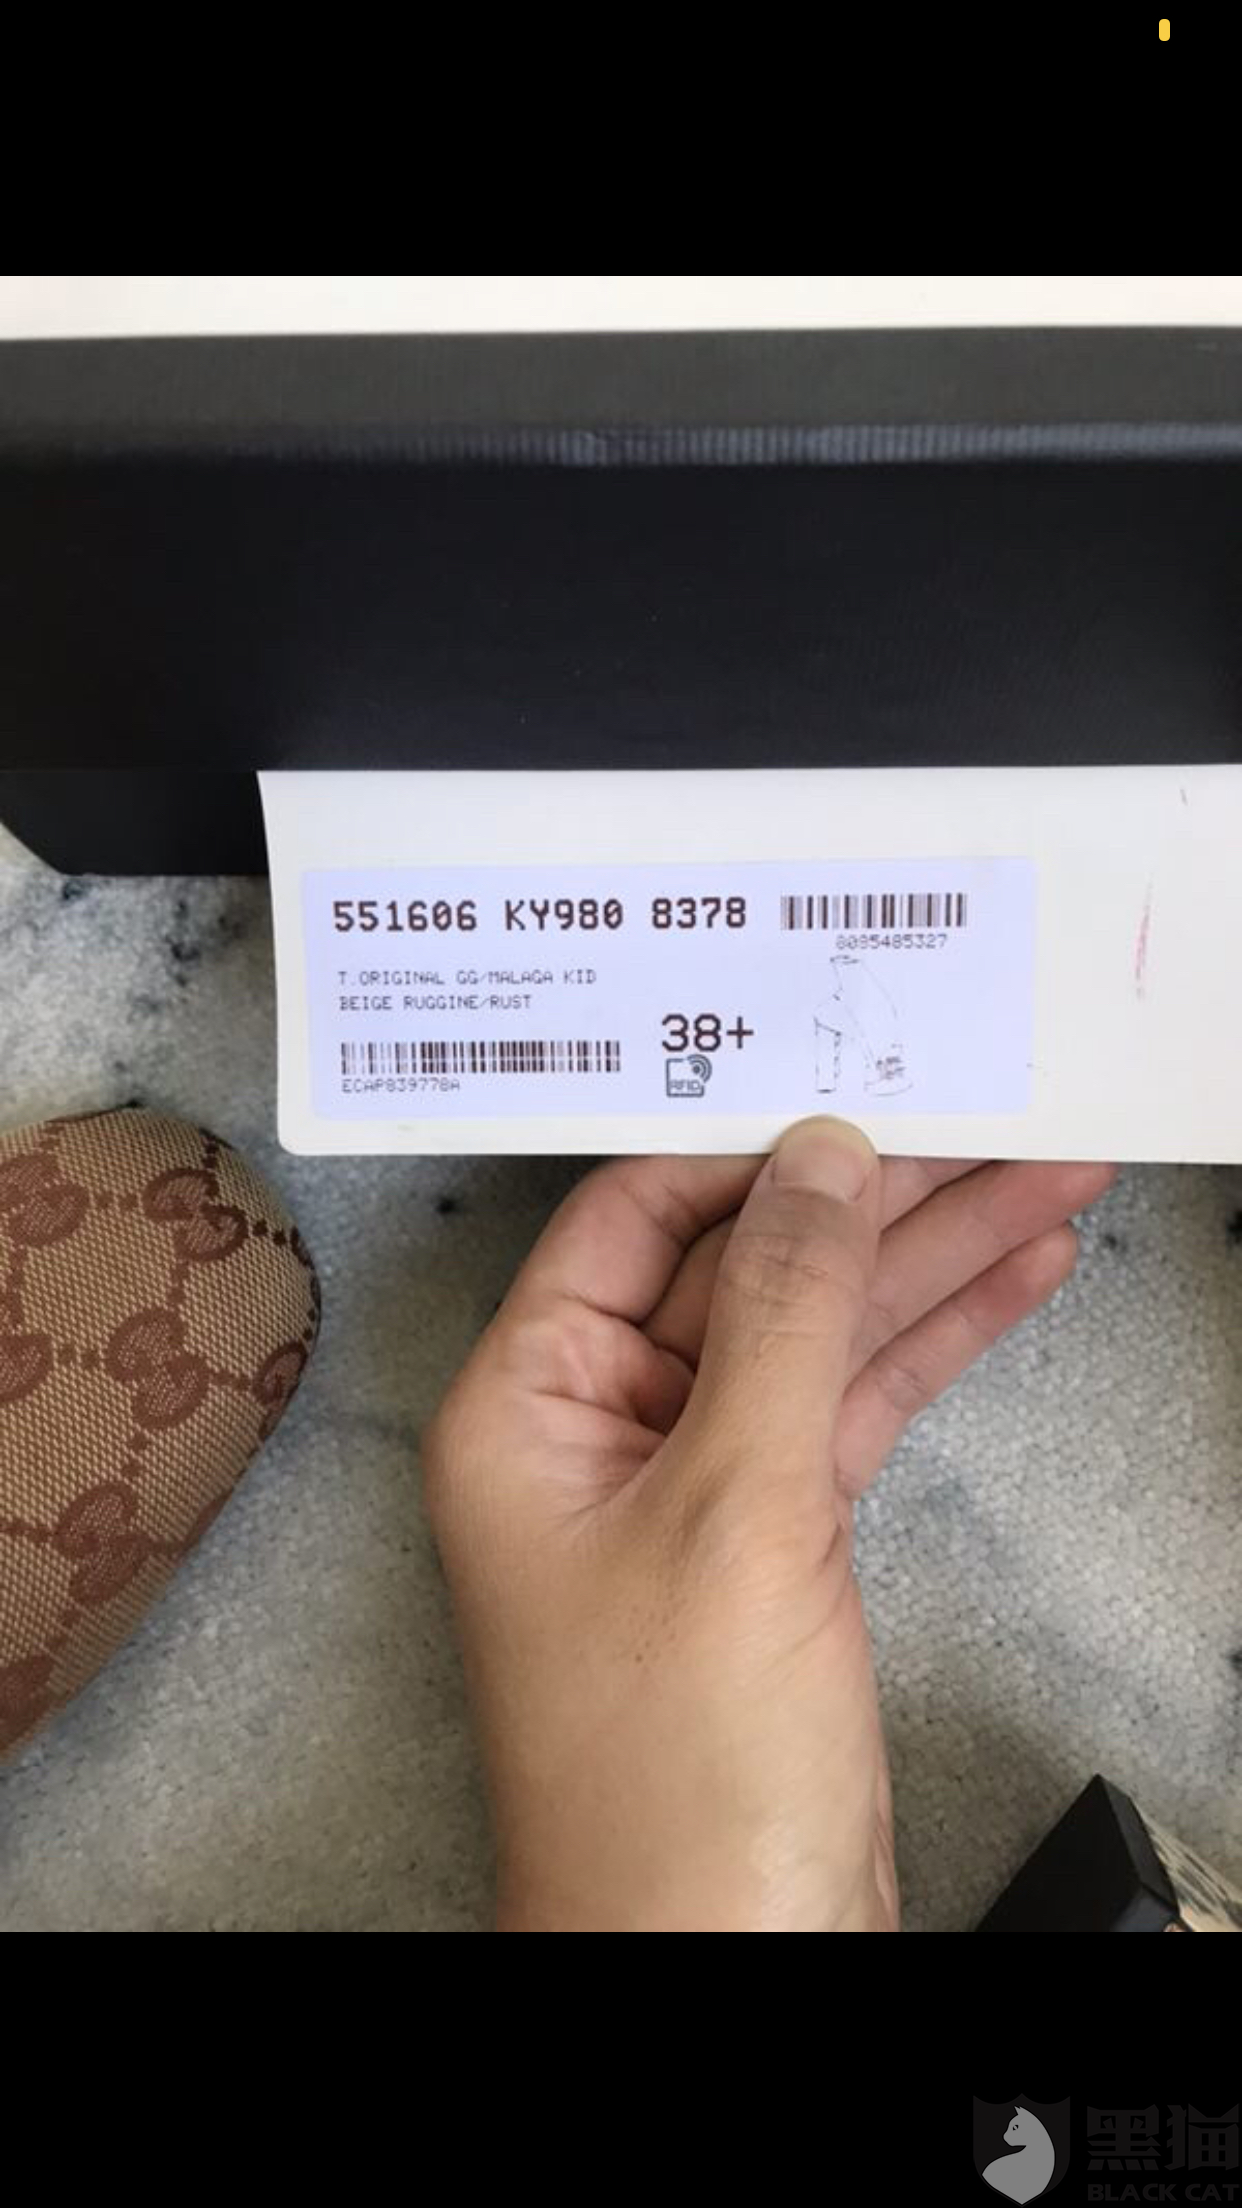 551606 KY980 8378
8095485327
T.ORIGINAL GG/MALAGA KID
BEIGE RUGGINE/RUST
38+
RFID
ECAP839778A
黑猫
BLACK CAT